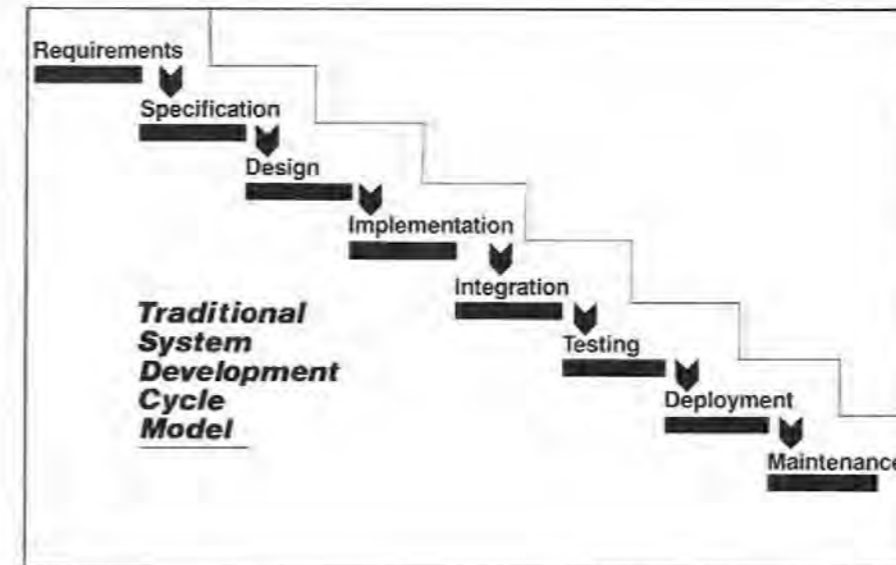 Requirements
Specification
Design
Implementation
Integration
Testing
Deployment
Maintenance
Traditional
System
Development
Cycle
Model